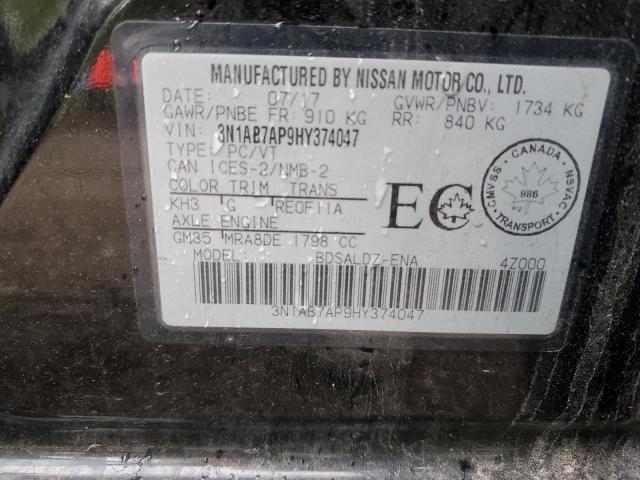 MANUFACTURED BY NISSAN MOTOR CO., LTD.
DATE: 07/17 GVWR/PNBV: 1734 KG
GAWR/PNBE FR: 910 KG RR: 840 KG
VIN: 3N1AB7AP9HY374047
TYPE: PC/VT
CAN ICES-2/NMB-2
COLOR TRIM TRANS
KH3 G RE0F11A
AXLE ENGINE
GM35 MRA8DE 1798 CC
MODEL: BDSALDZ-ENA 4Z000
3N1AB7AP9HY374047
EC
CMVSS · CANADA · NSVAC
986
TRANSPORT